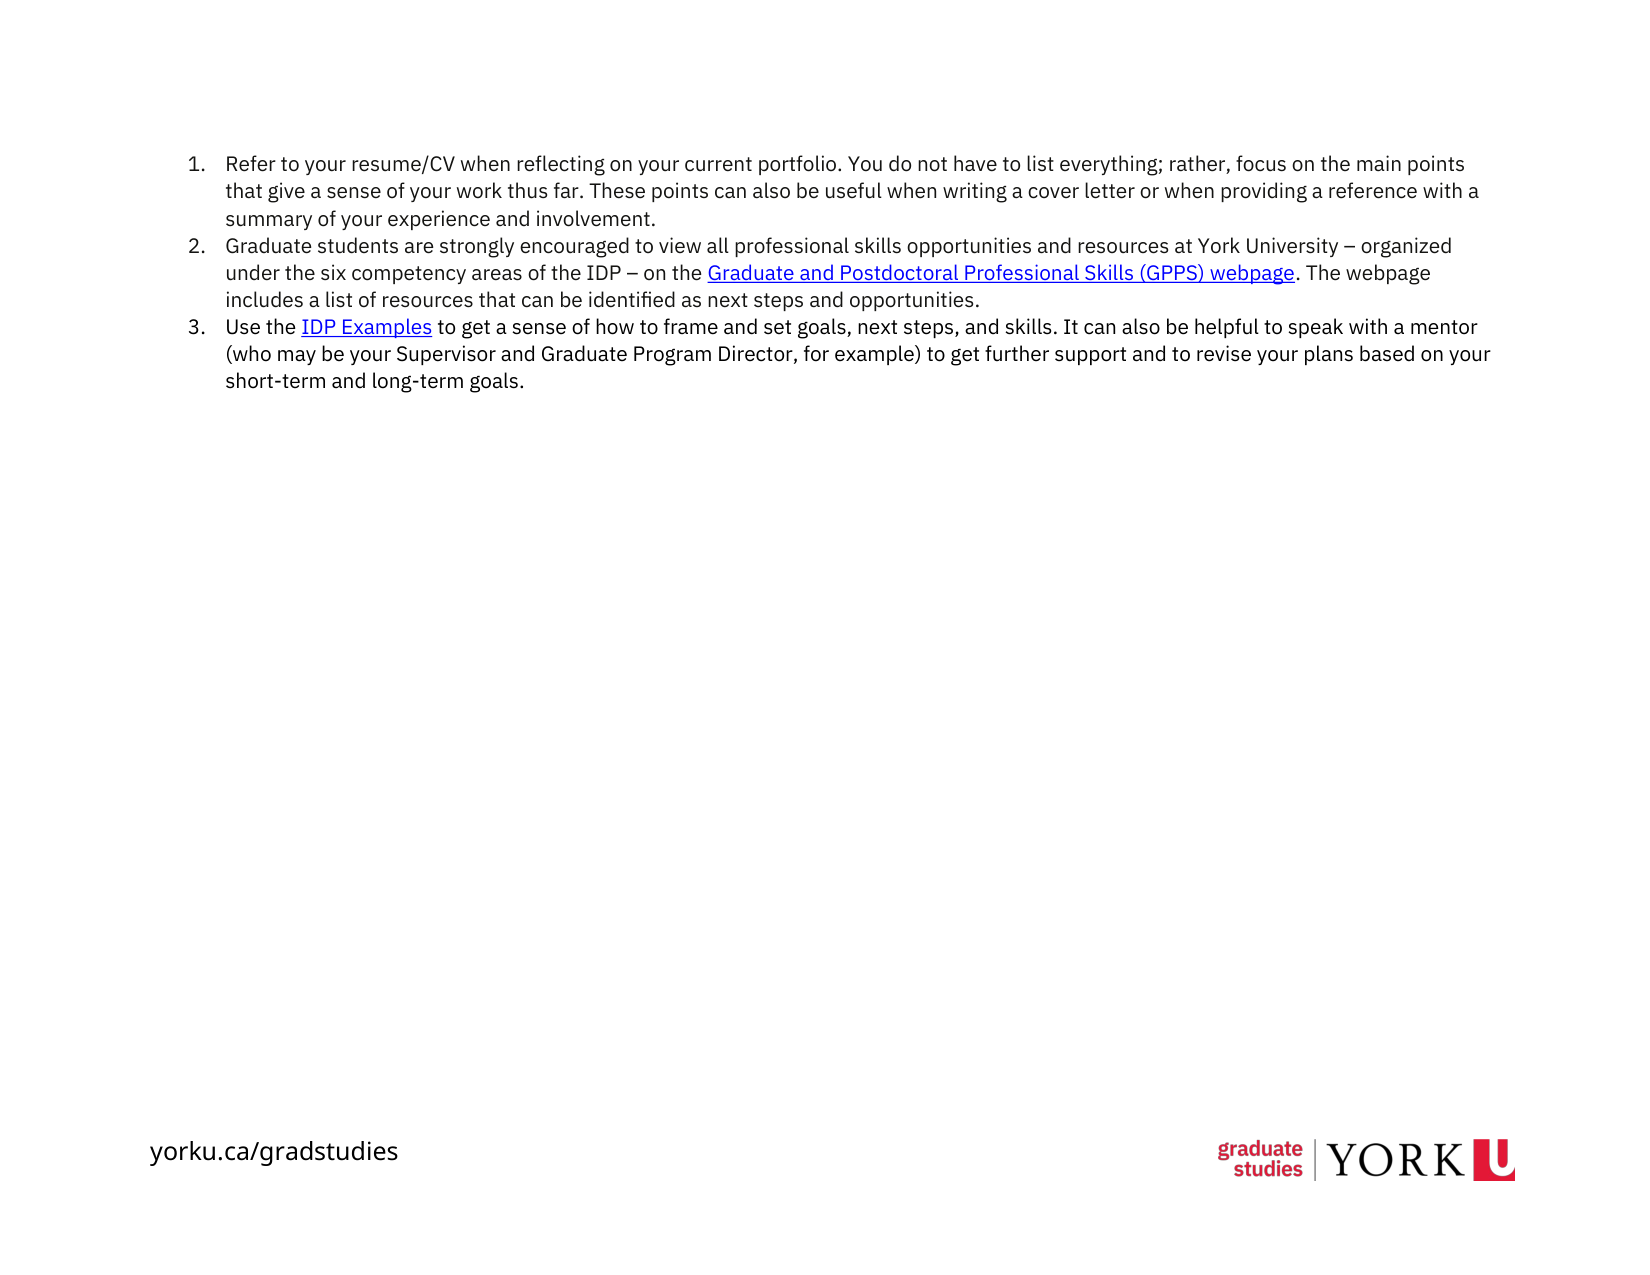 1. Refer to your resume/CV when reflecting on your current portfolio. You do not have to list everything; rather, focus on the main points
that give a sense of your work thus far. These points can also be useful when writing a cover letter or when providing a reference with a
summary of your experience and involvement.
2. Graduate students are strongly encouraged to view all professional skills opportunities and resources at York University – organized
under the six competency areas of the IDP – on the Graduate and Postdoctoral Professional Skills (GPPS) webpage. The webpage
includes a list of resources that can be identified as next steps and opportunities.
3. Use the IDP Examples to get a sense of how to frame and set goals, next steps, and skills. It can also be helpful to speak with a mentor
(who may be your Supervisor and Graduate Program Director, for example) to get further support and to revise your plans based on your
short-term and long-term goals.
yorku.ca/gradstudies
graduate
studies
YORK U